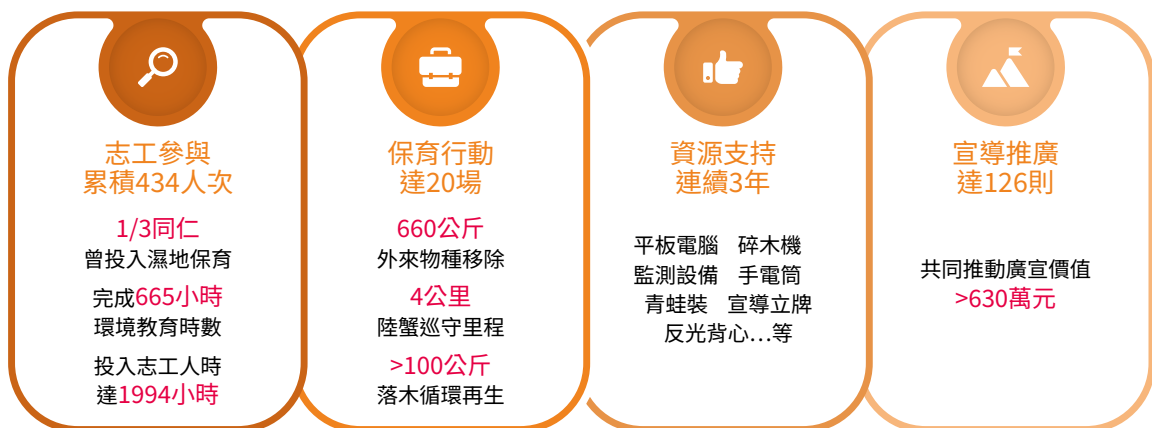 志工參與
累積434人次
1/3同仁
曾投入濕地保育
完成665小時
環境教育時數
投入志工人時
達1994小時
保育行動
達20場
660公斤
外來物種移除
4公里
陸蟹巡守里程
>100公斤
落木循環再生
資源支持
連續3年
平板電腦 碎木機
監測設備 手電筒
青蛙裝 宣導立牌
反光背心…等
宣導推廣
達126則
共同推動廣宣價值
>630萬元